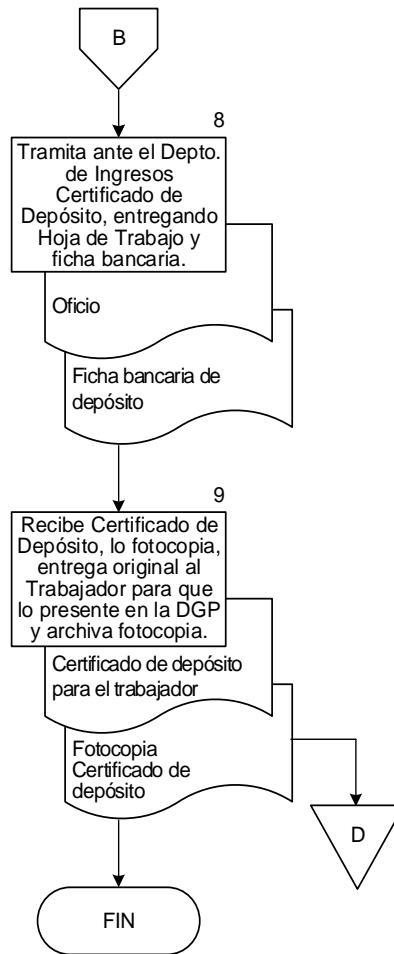 B
8
Tramita ante el Depto.
de Ingresos
Certificado de
Depósito, entregando
Hoja de Trabajo y
ficha bancaria.
Oficio
Ficha bancaria de
depósito
9
Recibe Certificado de
Depósito, lo fotocopia,
entrega original al
Trabajador para que
lo presente en la DGP
y archiva fotocopia.
Certificado de depósito
para el trabajador
Fotocopia
Certificado de
depósito
D
FIN